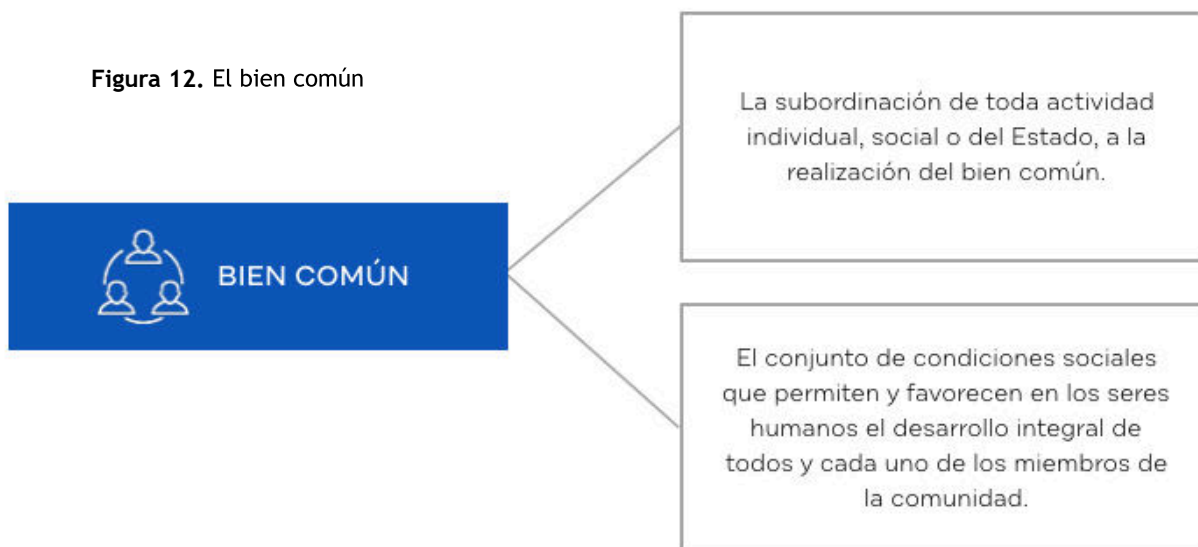 Figura 12. El bien común
La subordinación de toda actividad
individual, social o del Estado, a la
realización del bien común.
BIEN COMÚN
El conjunto de condiciones sociales
que permiten y favorecen en los seres
humanos el desarrollo integral de
todos y cada uno de los miembros de
la comunidad.